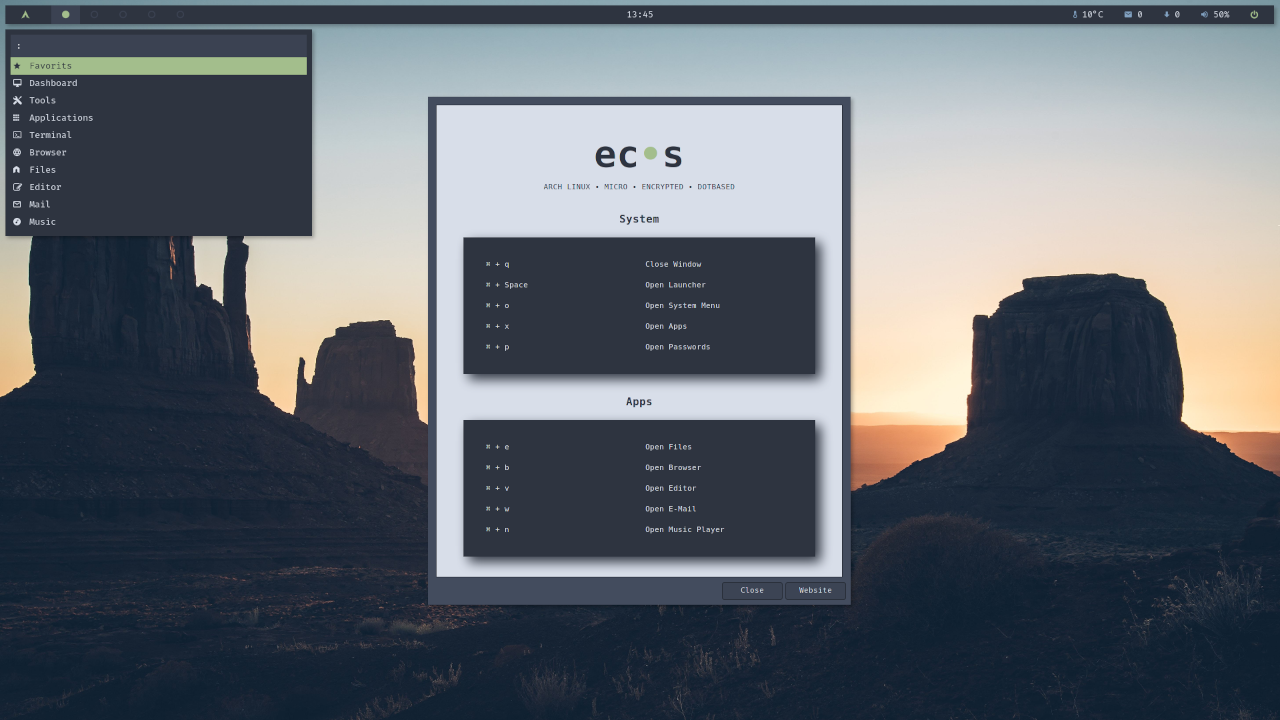 13:45
10°C 0 0 50%
:
Favorits
Dashboard
Tools
Applications
Terminal
Browser
Files
Editor
Mail
Music
ec•s
ARCH LINUX • MICRO • ENCRYPTED • DOTBASED
System
⌘ + q Close Window
⌘ + Space Open Launcher
⌘ + o Open System Menu
⌘ + x Open Apps
⌘ + p Open Passwords
Apps
⌘ + e Open Files
⌘ + b Open Browser
⌘ + v Open Editor
⌘ + w Open E-Mail
⌘ + n Open Music Player
Close Website